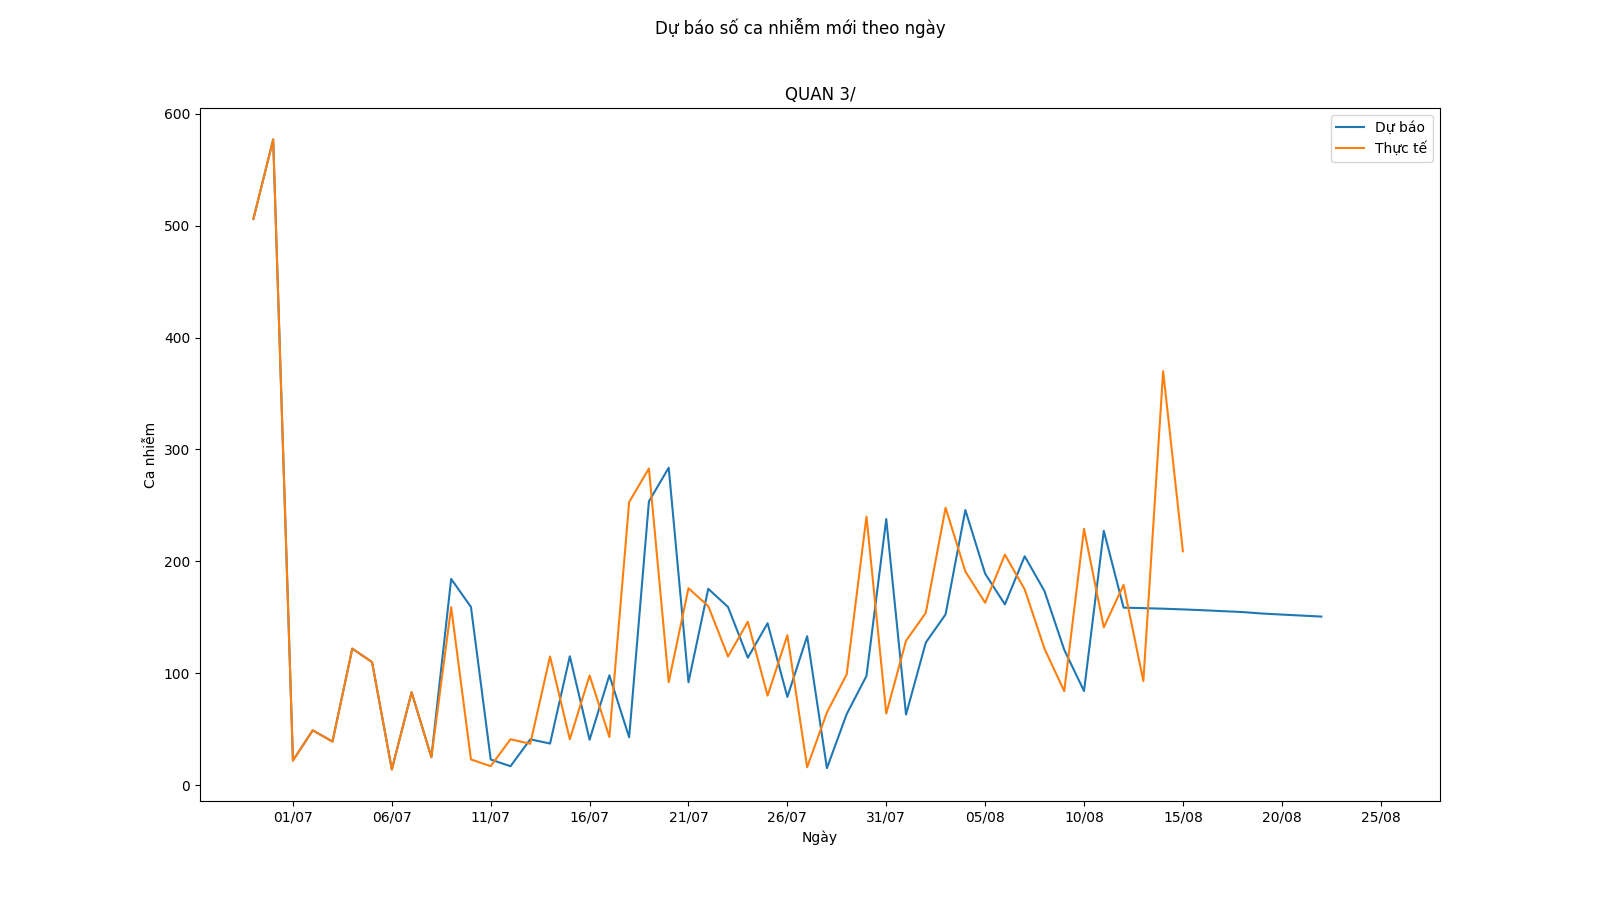 Dự báo số ca nhiễm mới theo ngày
QUAN 3/
Dự báo
Thực tế
600
500
400
300
200
100
0
Ca nhiễm
01/07 06/07 11/07 16/07 21/07 26/07 31/07 05/08 10/08 15/08 20/08 25/08
Ngày